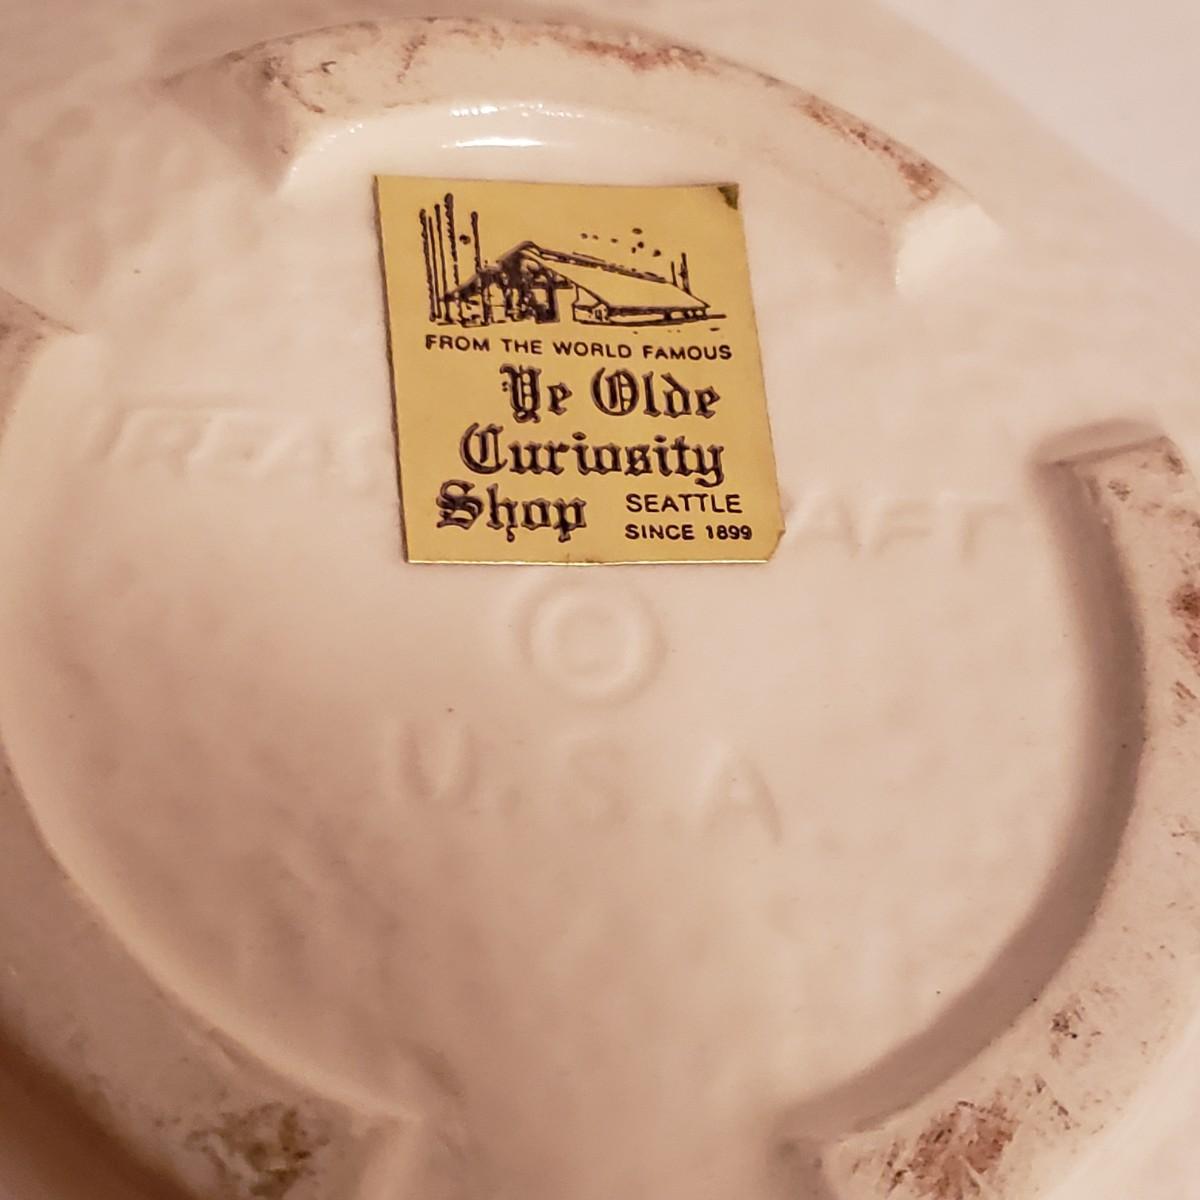 FROM THE WORLD FAMOUS
Ye Olde
Curiosity
Shop SEATTLE
SINCE 1899
©
U.S.A